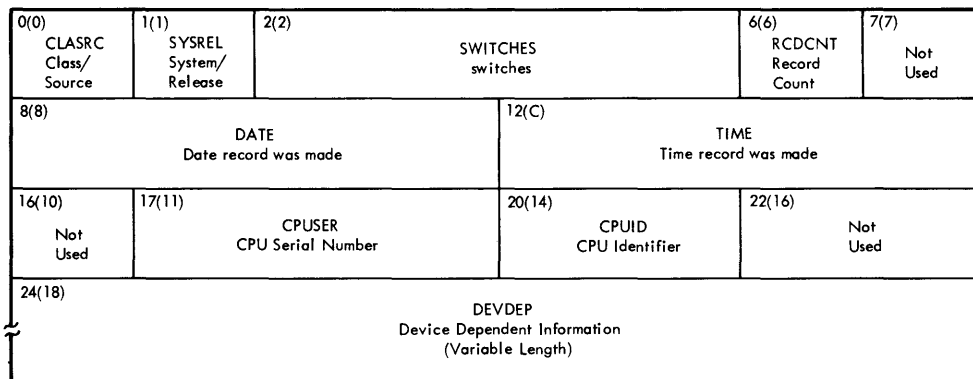 0(0)
CLASRC
Class/
Source
1(1)
SYSREL
System/
Release
2(2)
SWITCHES
switches
6(6)
RCDCNT
Record
Count
7(7)
Not
Used
8(8)
DATE
Date record was made
12(C)
TIME
Time record was made
16(10)
Not
Used
17(11)
CPUSER
CPU Serial Number
20(14)
CPUID
CPU Identifier
22(16)
Not
Used
24(18)
DEVDEP
Device Dependent Information
(Variable Length)